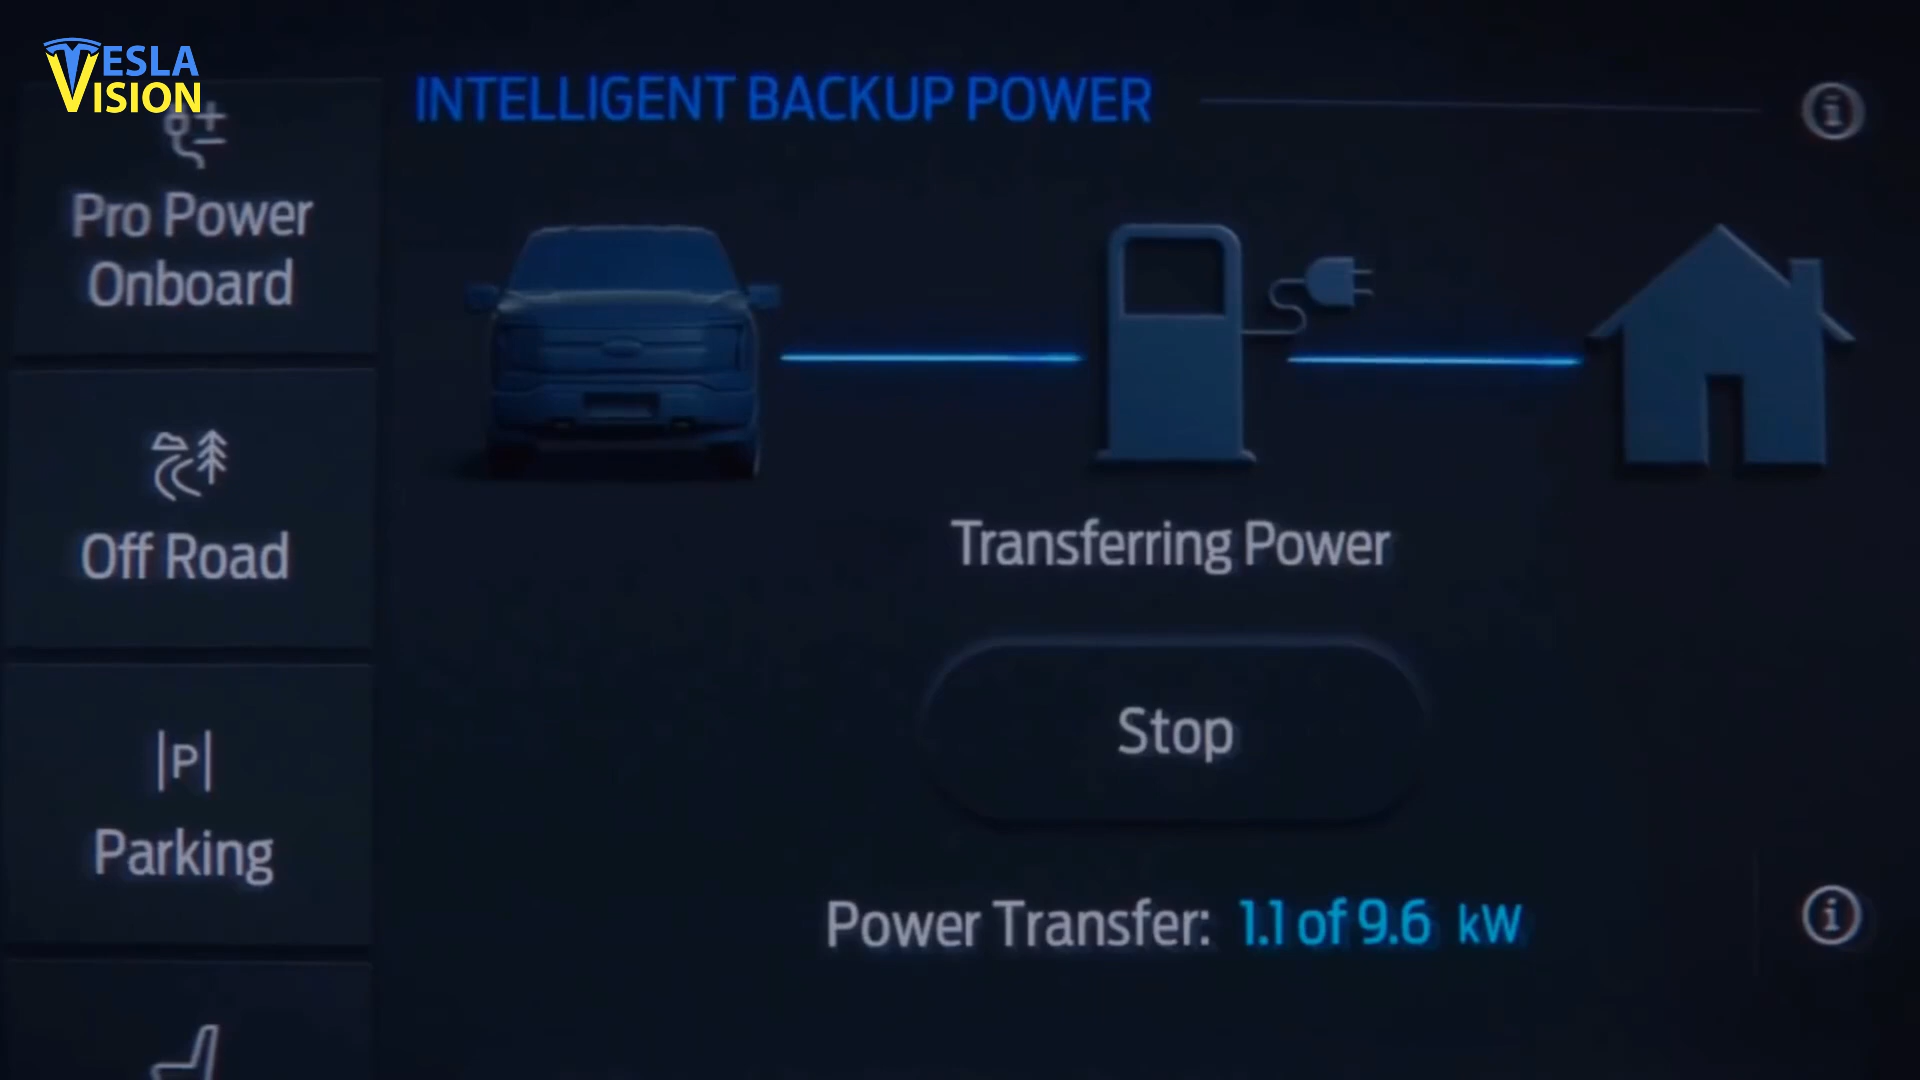 TESLA
VISION
INTELLIGENT BACKUP POWER
i
Pro Power
Onboard
Off Road
Transferring Power
Stop
|P|
Parking
Power Transfer: 1.1 of 9.6 kW
i